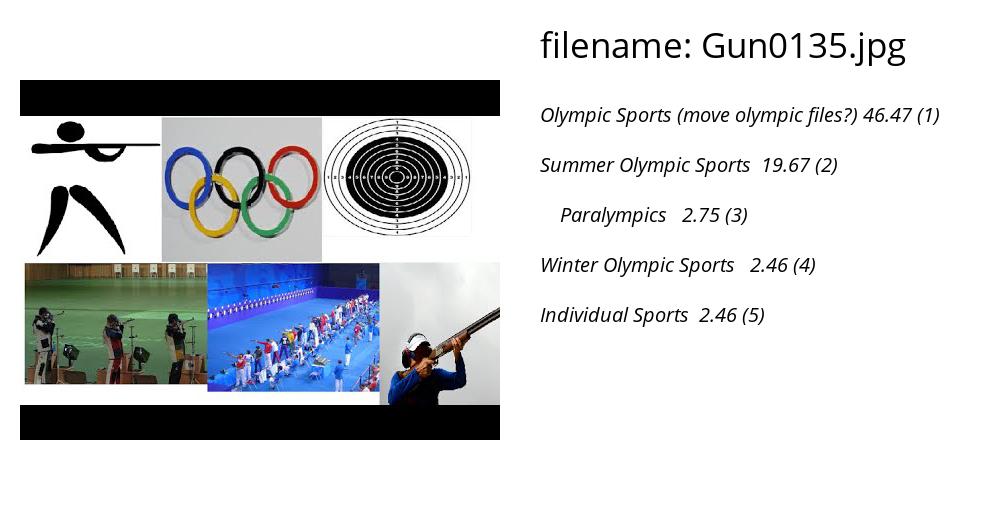 filename: Gun0135.jpg
Olympic Sports (move olympic files?) 46.47 (1)
Summer Olympic Sports 19.67 (2)
Paralympics 2.75 (3)
Winter Olympic Sports 2.46 (4)
Individual Sports 2.46 (5)